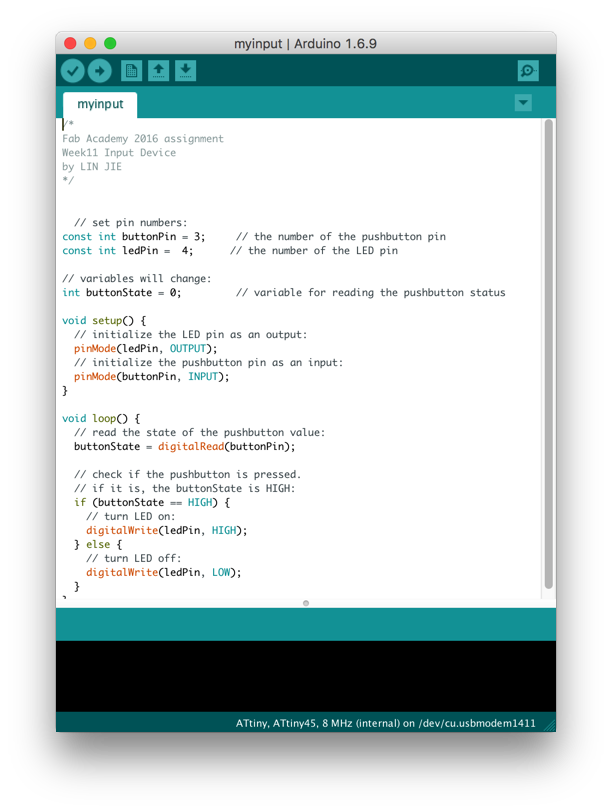 myinput | Arduino 1.6.9
myinput
/*
Fab Academy 2016 assignment
Week11 Input Device
by LIN JIE
*/
  // set pin numbers:
const int buttonPin = 3;     // the number of the pushbutton pin
const int ledPin =  4;      // the number of the LED pin
// variables will change:
int buttonState = 0;         // variable for reading the pushbutton status
void setup() {
  // initialize the LED pin as an output:
  pinMode(ledPin, OUTPUT);
  // initialize the pushbutton pin as an input:
  pinMode(buttonPin, INPUT);
}
void loop() {
  // read the state of the pushbutton value:
  buttonState = digitalRead(buttonPin);
  // check if the pushbutton is pressed.
  // if it is, the buttonState is HIGH:
  if (buttonState == HIGH) {
    // turn LED on:
    digitalWrite(ledPin, HIGH);
  } else {
    // turn LED off:
    digitalWrite(ledPin, LOW);
  }
}
ATtiny, ATtiny45, 8 MHz (internal) on /dev/cu.usbmodem1411